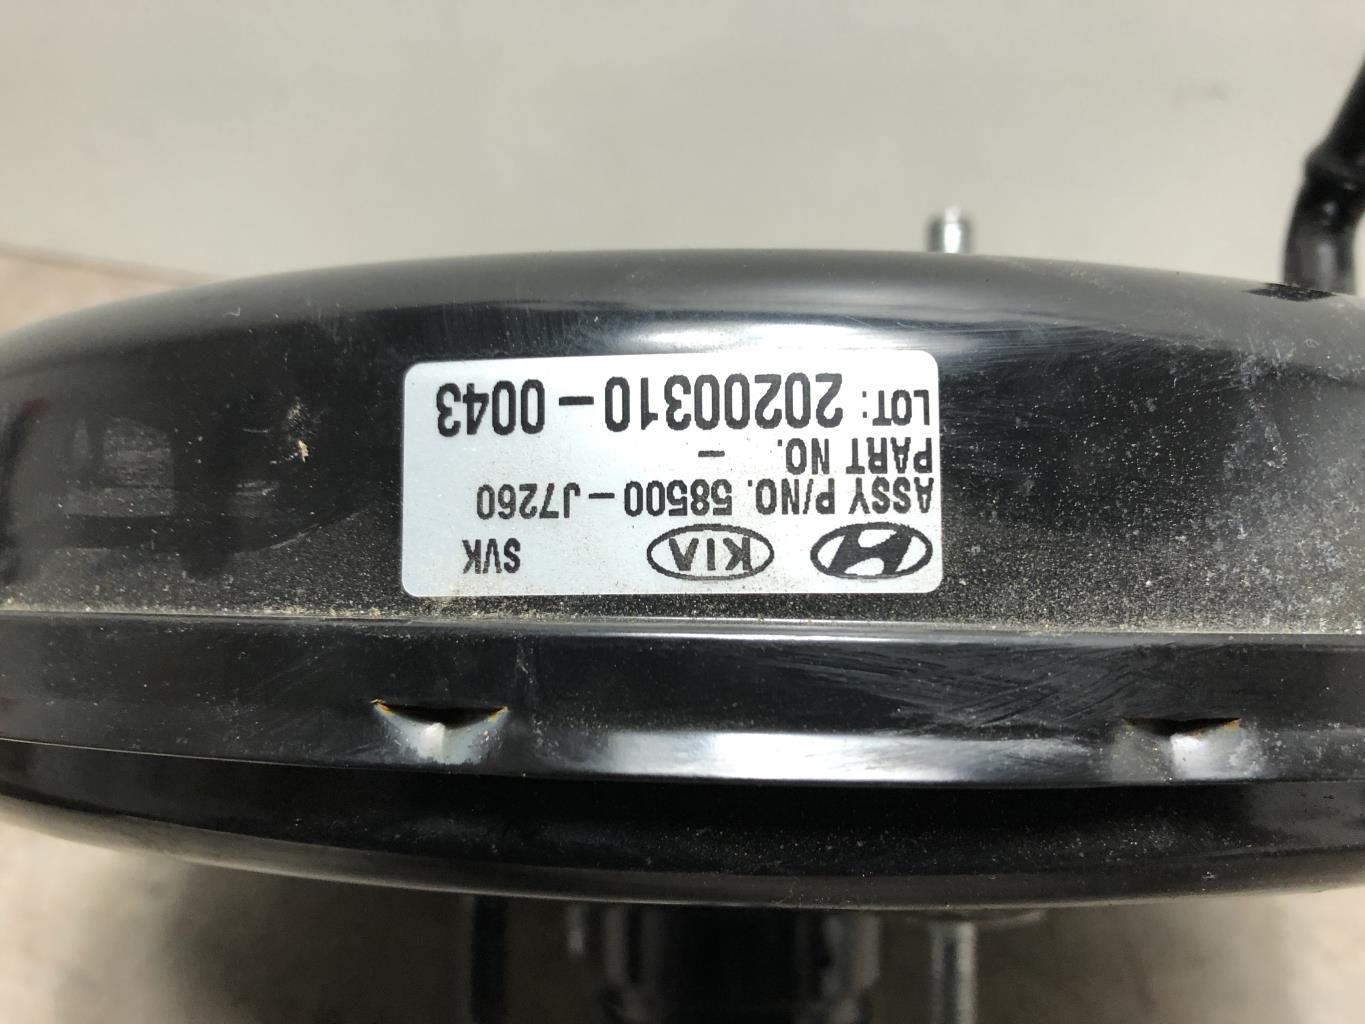 KIA SVK
ASSY P/NO. 58500-J7260
PART NO. -
LOT: 20200310-0043